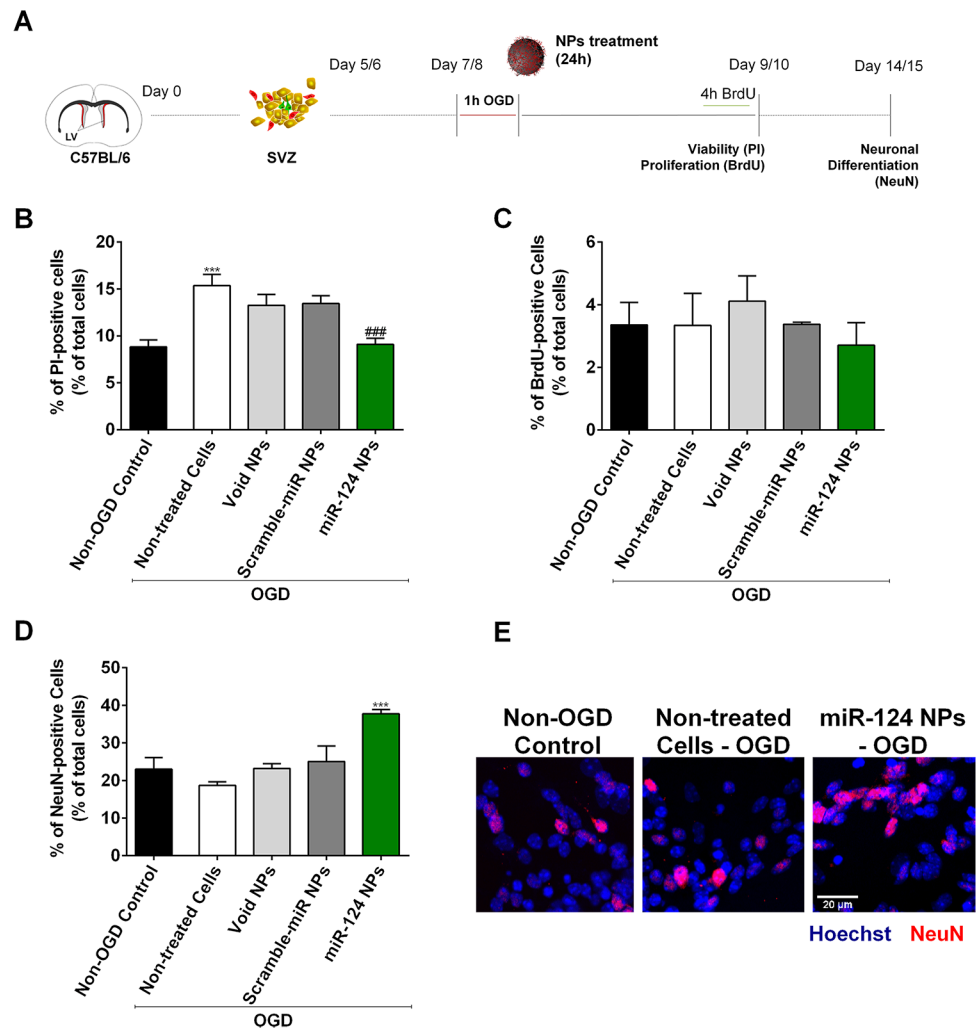 A
NPs treatment
(24h)
Day 0
Day 5/6
Day 7/8
Day 9/10
Day 14/15
1h OGD
4h BrdU
LV
C57BL/6
SVZ
Viability (PI)
Proliferation (BrdU)
Neuronal
Differentiation
(NeuN)
B
% of PI-positive cells
(% of total cells)
20
15
10
5
0
***
###
Non-OGD Control
Non-treated Cells
Void NPs
Scramble-miR NPs
miR-124 NPs
OGD
C
% of BrdU-positive Cells
(% of total cells)
6
4
2
0
Non-OGD Control
Non-treated Cells
Void NPs
Scramble-miR NPs
miR-124 NPs
OGD
D
% of NeuN-positive Cells
(% of total cells)
50
40
30
20
10
0
***
Non-OGD Control
Non-treated Cells
Void NPs
Scramble-miR NPs
miR-124 NPs
OGD
E
Non-OGD
Control
Non-treated
Cells - OGD
miR-124 NPs
- OGD
20 µm
Hoechst NeuN